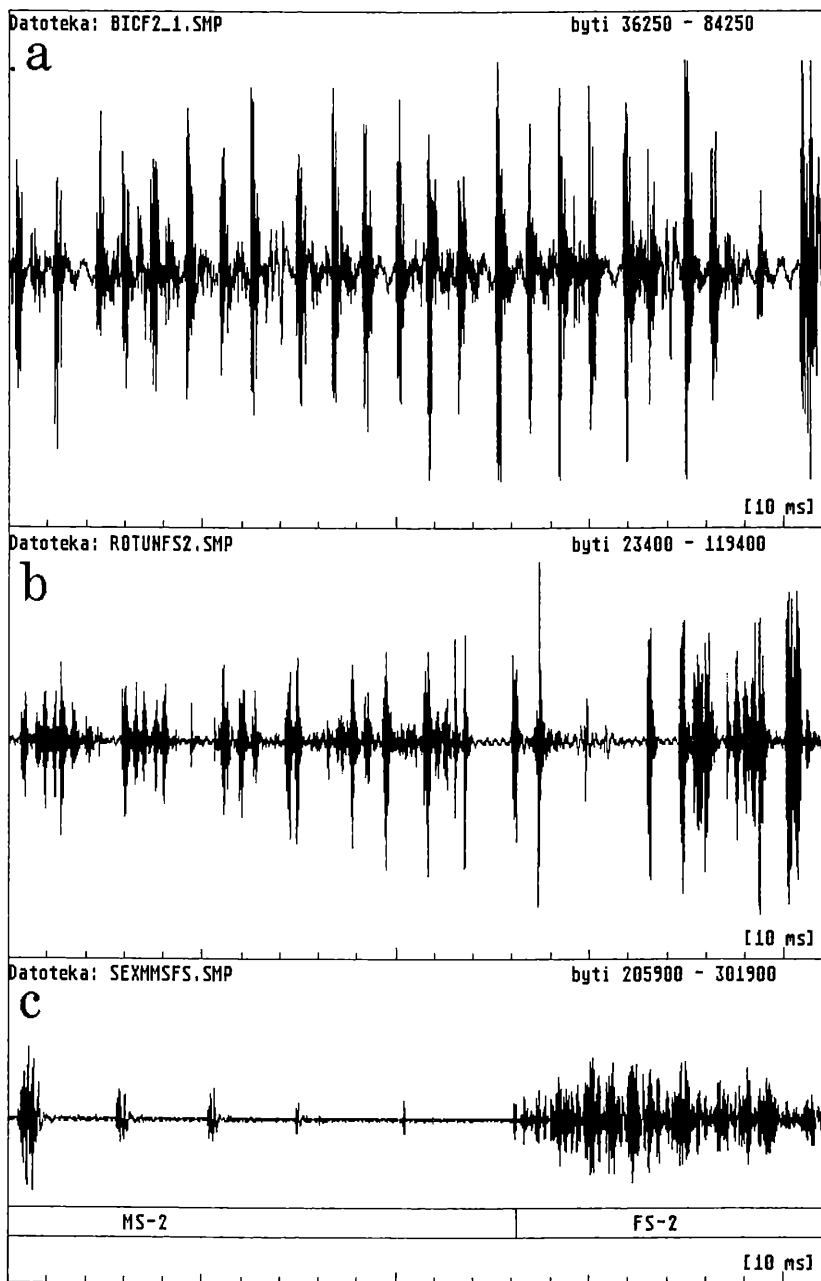 Datoteka: BICF2_1.SMP byti 36250 - 84250
a
[10 ms]
Datoteka: ROTUNFS2.SMP byti 23400 - 119400
b
[10 ms]
Datoteka: SEXMMSFS.SMP byti 205900 - 301900
c
MS-2 FS-2
[10 ms]